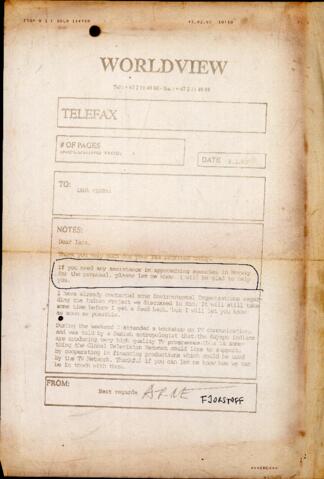 WORLDVIEW
TELEFAX
# OF PAGES
DATE
TO:
NOTES:
Dear
If you need any assistance in approaching agencies in Norway
for the proposal, please let me know. I will be glad to help
you.
I have already contacted some Environmental Organizations regar-
ding the Indian Project we discussed in Rio. It will still take
some time before I get a feed back, but I will let you know
as soon as possible.
During the weekend I attended a workshop on TV communication
and was told by a Danish antropologist that the Kayapo Indians
are producing very high quality TV programmes. This is some-
thing the Global Television Network could like to support,
by cooperating in financing productions which could be used
by the TV Network. Thankful if you can let me know how we can
be in touch with them.
FROM:
Best regards ARNE
FJORTOFT